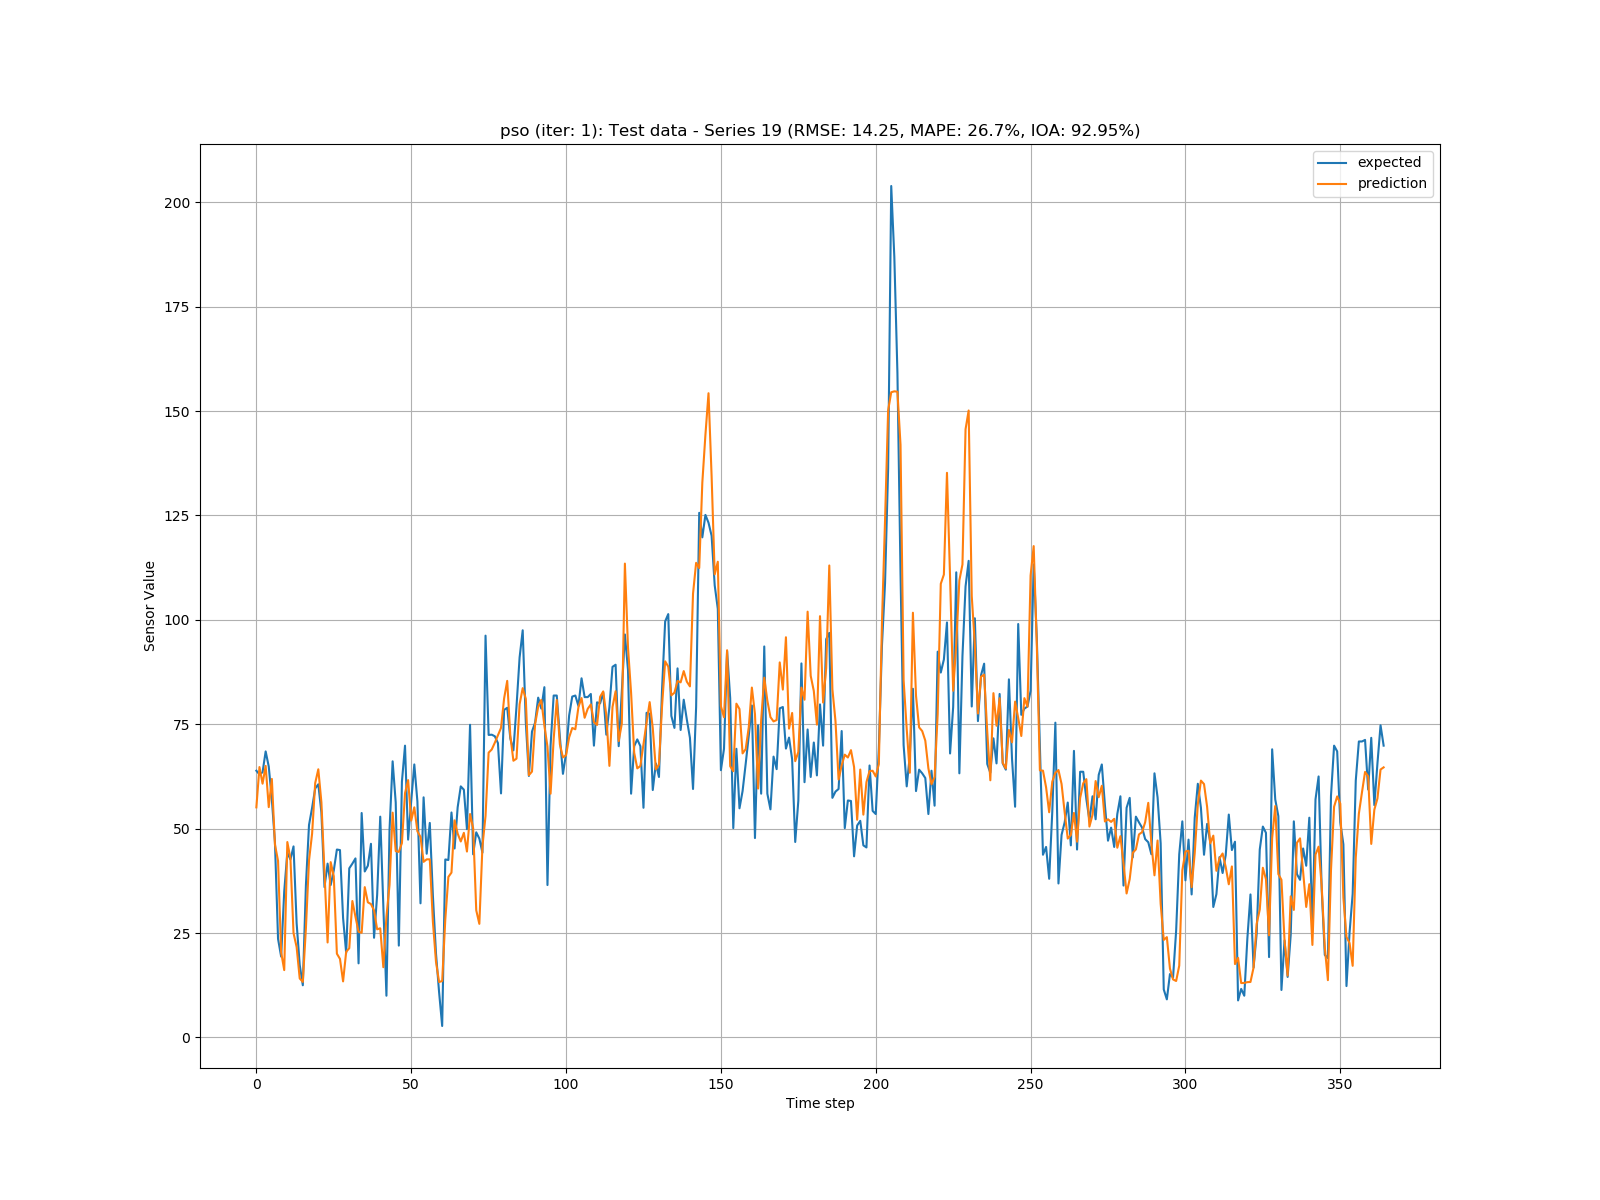 pso (iter: 1): Test data - Series 19 (RMSE: 14.25, MAPE: 26.7%, IOA: 92.95%)
expected
prediction
200
175
150
125
100
75
50
25
0
Sensor Value
0 50 100 150 200 250 300 350
Time step